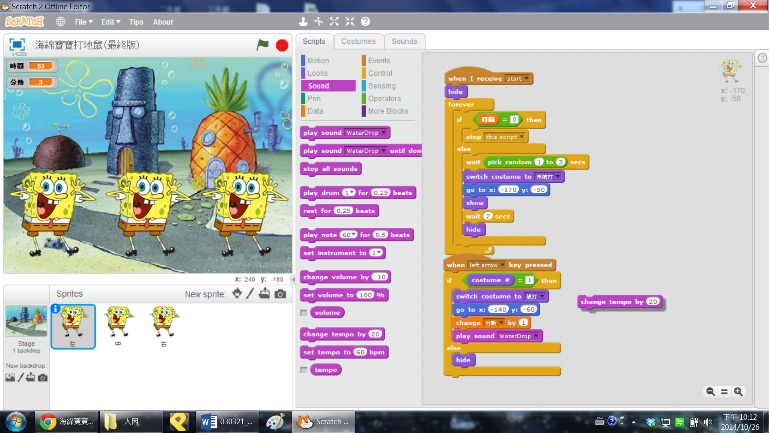 Scratch 2 Offline Editor
SCRATCH File Edit Tips About
海綿寶寶打地鼠(最終版)
v426b
時間 53
分數 3
X: 240 y: -180
Sprites New sprite:
Stage
1 backdrop
New backdrop:
左
中
右
Scripts Costumes Sounds
Motion
Looks
Sound
Pen
Data
Events
Control
Sensing
Operators
More Blocks
play sound WaterDrop
play sound WaterDrop until don
stop all sounds
play drum 1 for 0.25 beats
rest for 0.25 beats
play note 60 for 0.5 beats
set instrument to 1
change volume by -10
set volume to 100 %
volume
change tempo by 20
set tempo to 60 bpm
tempo
x: -170
y: -50
when I receive start
hide
forever
if 時間 = 0 then
stop this script
else
wait pick random 1 to 3 secs
switch costume to 未被打
go to x: -170 y: -50
show
wait 2 secs
hide
when left arrow key pressed
if costume # = 1 then
switch costume to 被打
go to x: -140 y: -60
change 分數 by 1
play sound WaterDrop
else
hide
change tempo by 20
海綿寶寶...
人因
030321_...
Scratch ...
下午 10:12
2014/10/26